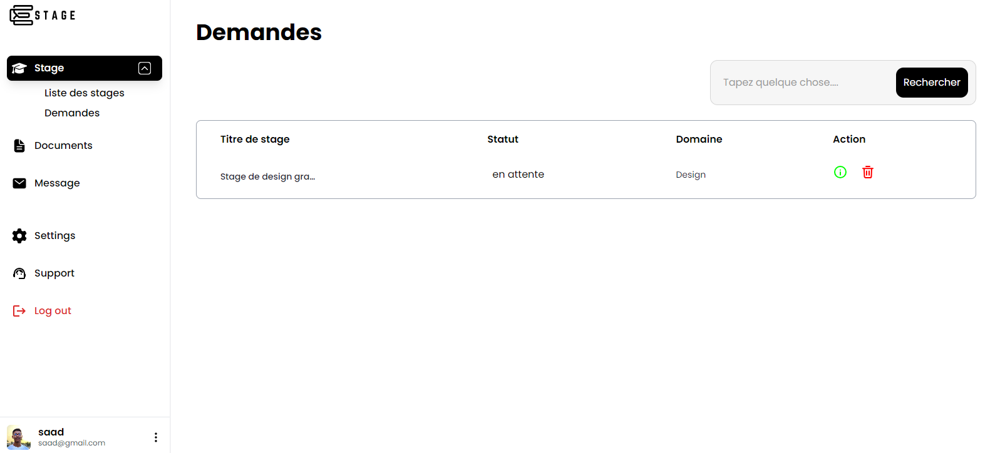 STAGE
Stage
Liste des stages
Demandes
Documents
Message
Settings
Support
Log out
saad
saad@gmail.com
Demandes
Tapez quelque chose.... Rechercher
Titre de stage Statut Domaine Action
Stage de design gra... en attente Design